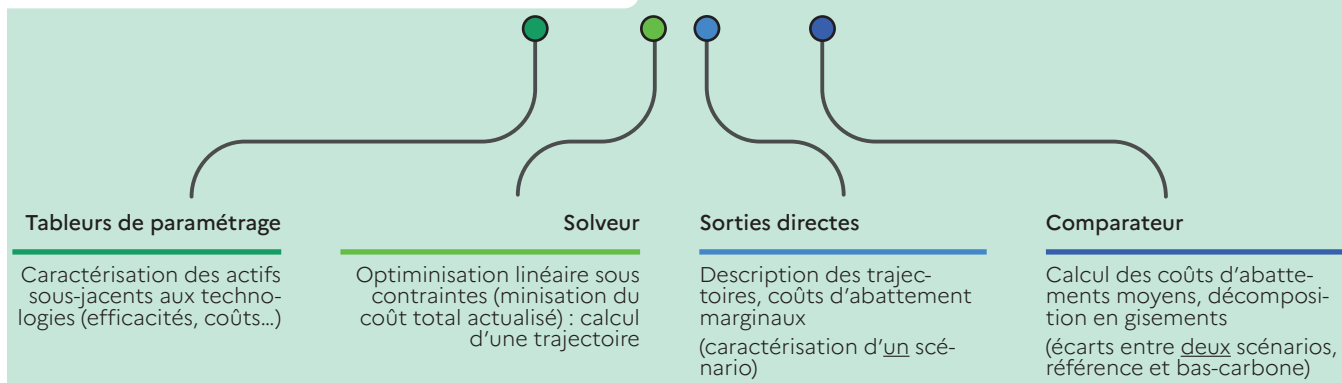 Tableurs de paramétrage
Caractérisation des actifs
sous-jacents aux techno-
logies (efficacités, coûts...)
Solveur
Optiminisation linéaire sous
contraintes (minisation du
coût total actualisé) : calcul
d'une trajectoire
Sorties directes
Description des trajec-
toires, coûts d'abattement
marginaux
(caractérisation d'un scé-
nario)
Comparateur
Calcul des coûts d'abatte-
ments moyens, décomposi-
tion en gisements
(écarts entre deux scénarios,
référence et bas-carbone)